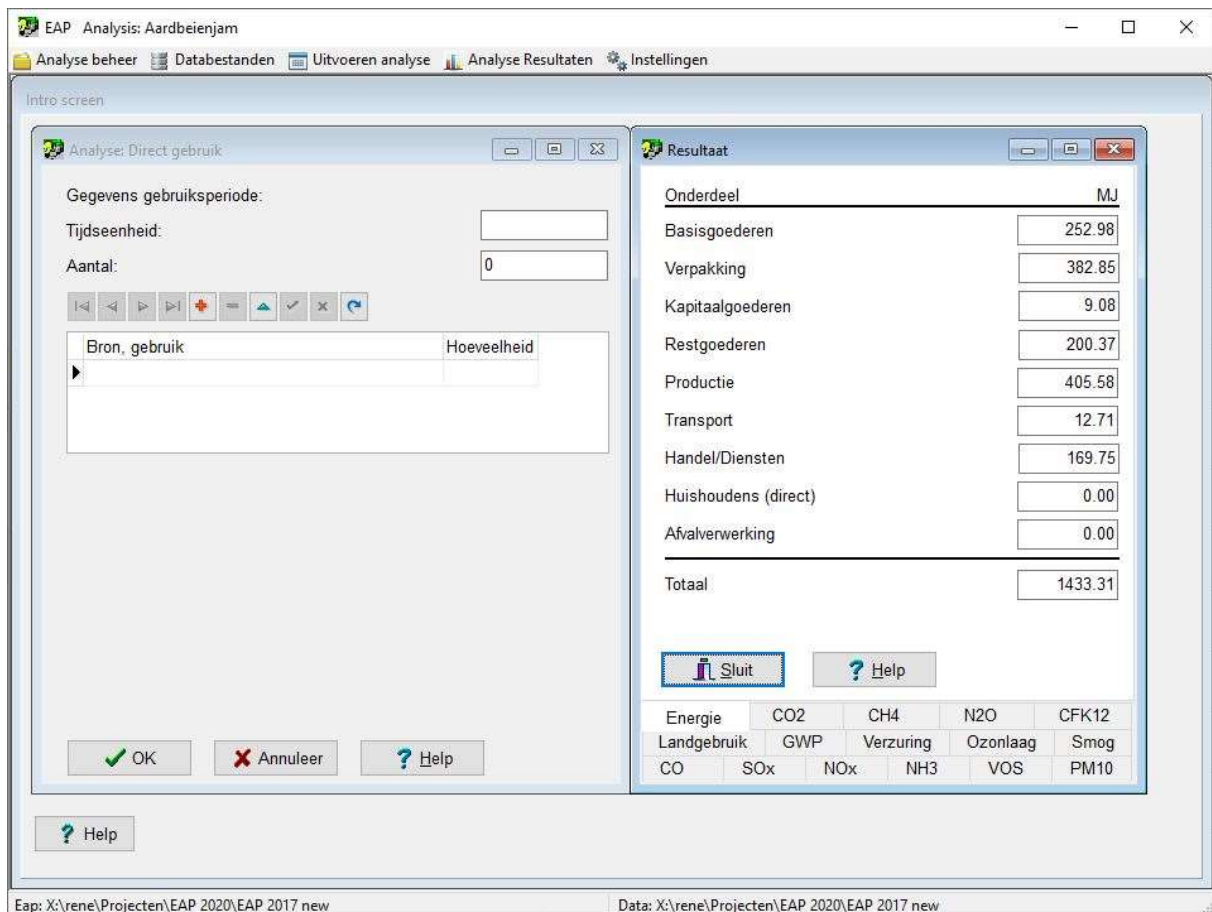 EAP Analysis: Aardbeienjam
Analyse beheer Databestanden Uitvoeren analyse Analyse Resultaten Instellingen
Intro screen
Analyse: Direct gebruik
Gegevens gebruiksperiode:
Tijdseenheid:
Aantal: 0
Bron, gebruik Hoeveelheid
OK Annuleer Help
Resultaat
Onderdeel MJ
Basisgoederen 252.98
Verpakking 382.85
Kapitaalgoederen 9.08
Restgoederen 200.37
Productie 405.58
Transport 12.71
Handel/Diensten 169.75
Huishoudens (direct) 0.00
Afvalverwerking 0.00
Totaal 1433.31
Sluit Help
Energie CO2 CH4 N2O CFK12
Landgebruik GWP Verzuring Ozonlaag Smog
CO SOx NOx NH3 VOS PM10
Help
Eap: X:\rene\Projecten\EAP 2020\EAP 2017 new Data: X:\rene\Projecten\EAP 2020\EAP 2017 new